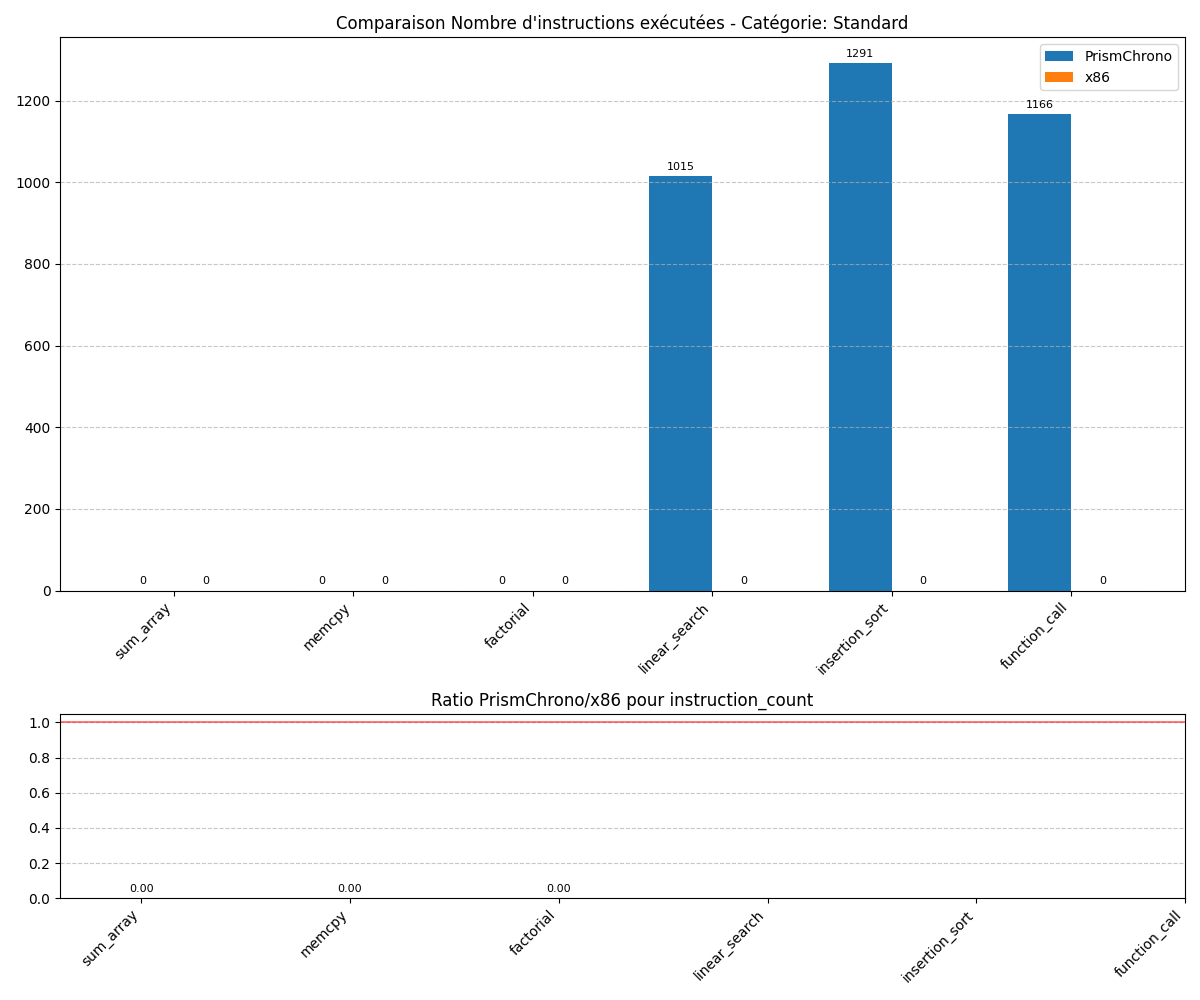 Comparaison Nombre d'instructions exécutées - Catégorie: Standard
PrismChrono
x86
1200
1000
800
600
400
200
0
0
0
0
0
0
0
1015
0
1291
0
1166
0
sum_array
memcpy
factorial
linear_search
insertion_sort
function_call
Ratio PrismChrono/x86 pour instruction_count
1.0
0.8
0.6
0.4
0.2
0.0
0.00
0.00
0.00
sum_array
memcpy
factorial
linear_search
insertion_sort
function_call